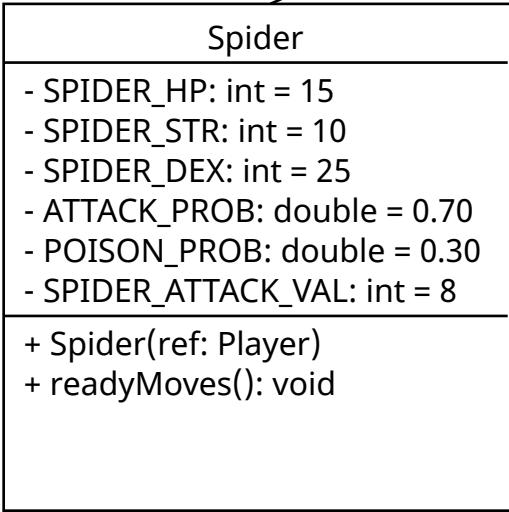 Spider
- SPIDER_HP: int = 15
- SPIDER_STR: int = 10
- SPIDER_DEX: int = 25
- ATTACK_PROB: double = 0.70
- POISON_PROB: double = 0.30
- SPIDER_ATTACK_VAL: int = 8
+ Spider(ref: Player)
+ readyMoves(): void